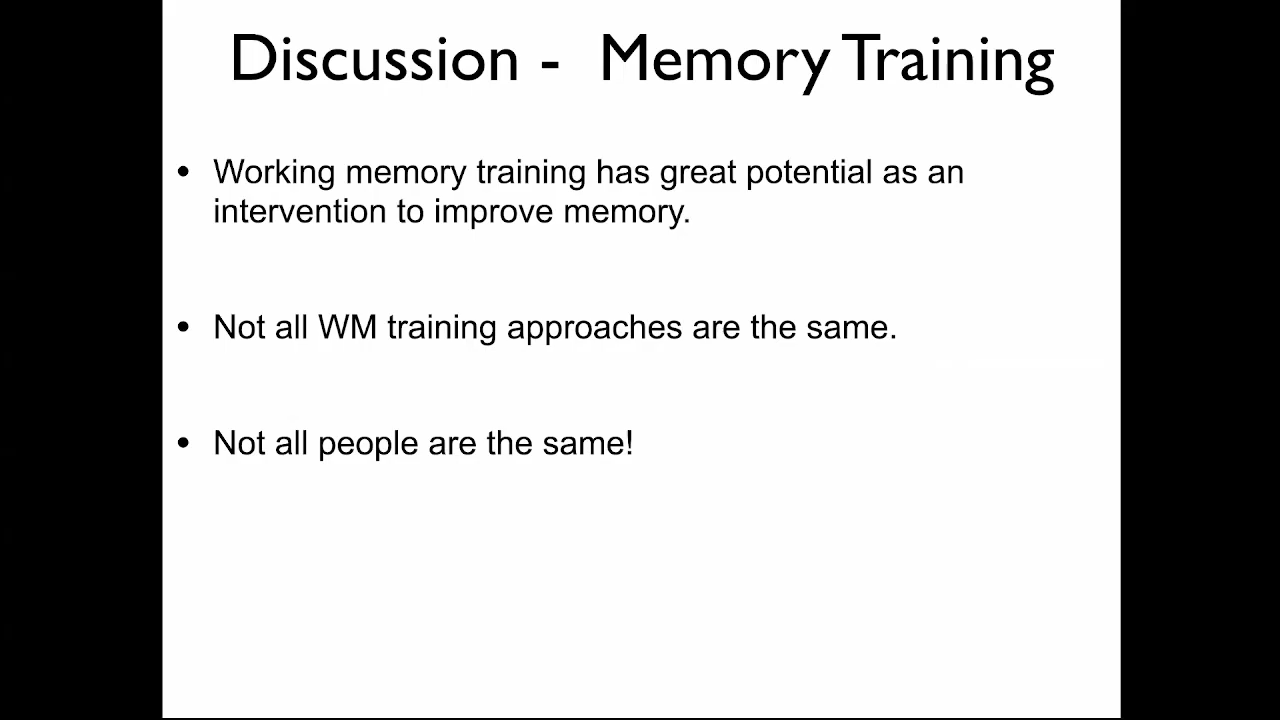 Discussion -  Memory Training
• Working memory training has great potential as an
intervention to improve memory.
• Not all WM training approaches are the same.
• Not all people are the same!